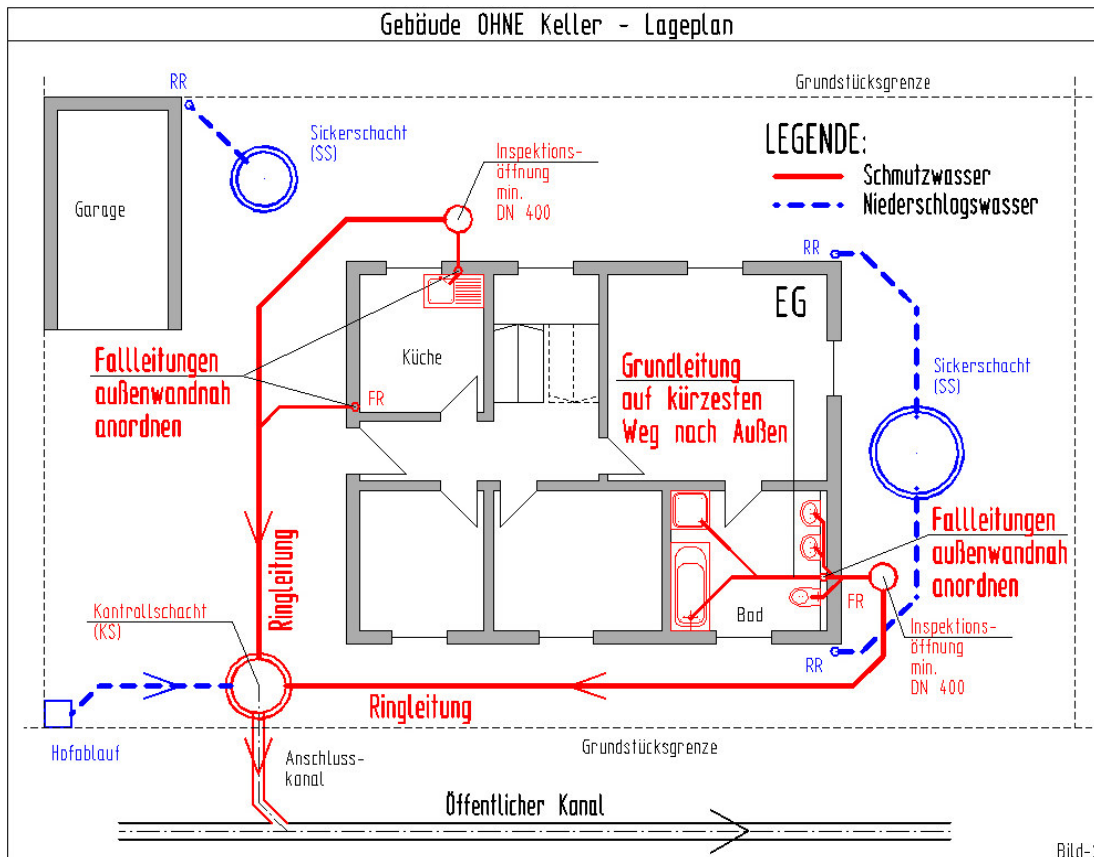 Gebäude OHNE Keller - Lageplan
RR
Grundstücksgrenze
Sickerschacht
(SS)
Inspektions-
öffnung
min.
DN 400
LEGENDE:
Schmutzwasser
Niederschlagswasser
Garage
RR
EG
Küche
Fallleitungen
außenwandnah
anordnen
FR
Grundleitung
auf kürzesten
Weg nach Außen
Sickerschacht
(SS)
Fallleitungen
außenwandnah
anordnen
Ringleitung
Kontrollschacht
(KS)
Bad
FR
Inspektions-
öffnung
min.
DN 400
RR
Ringleitung
Hofablauf
Anschluss-
kanal
Grundstücksgrenze
Öffentlicher Kanal